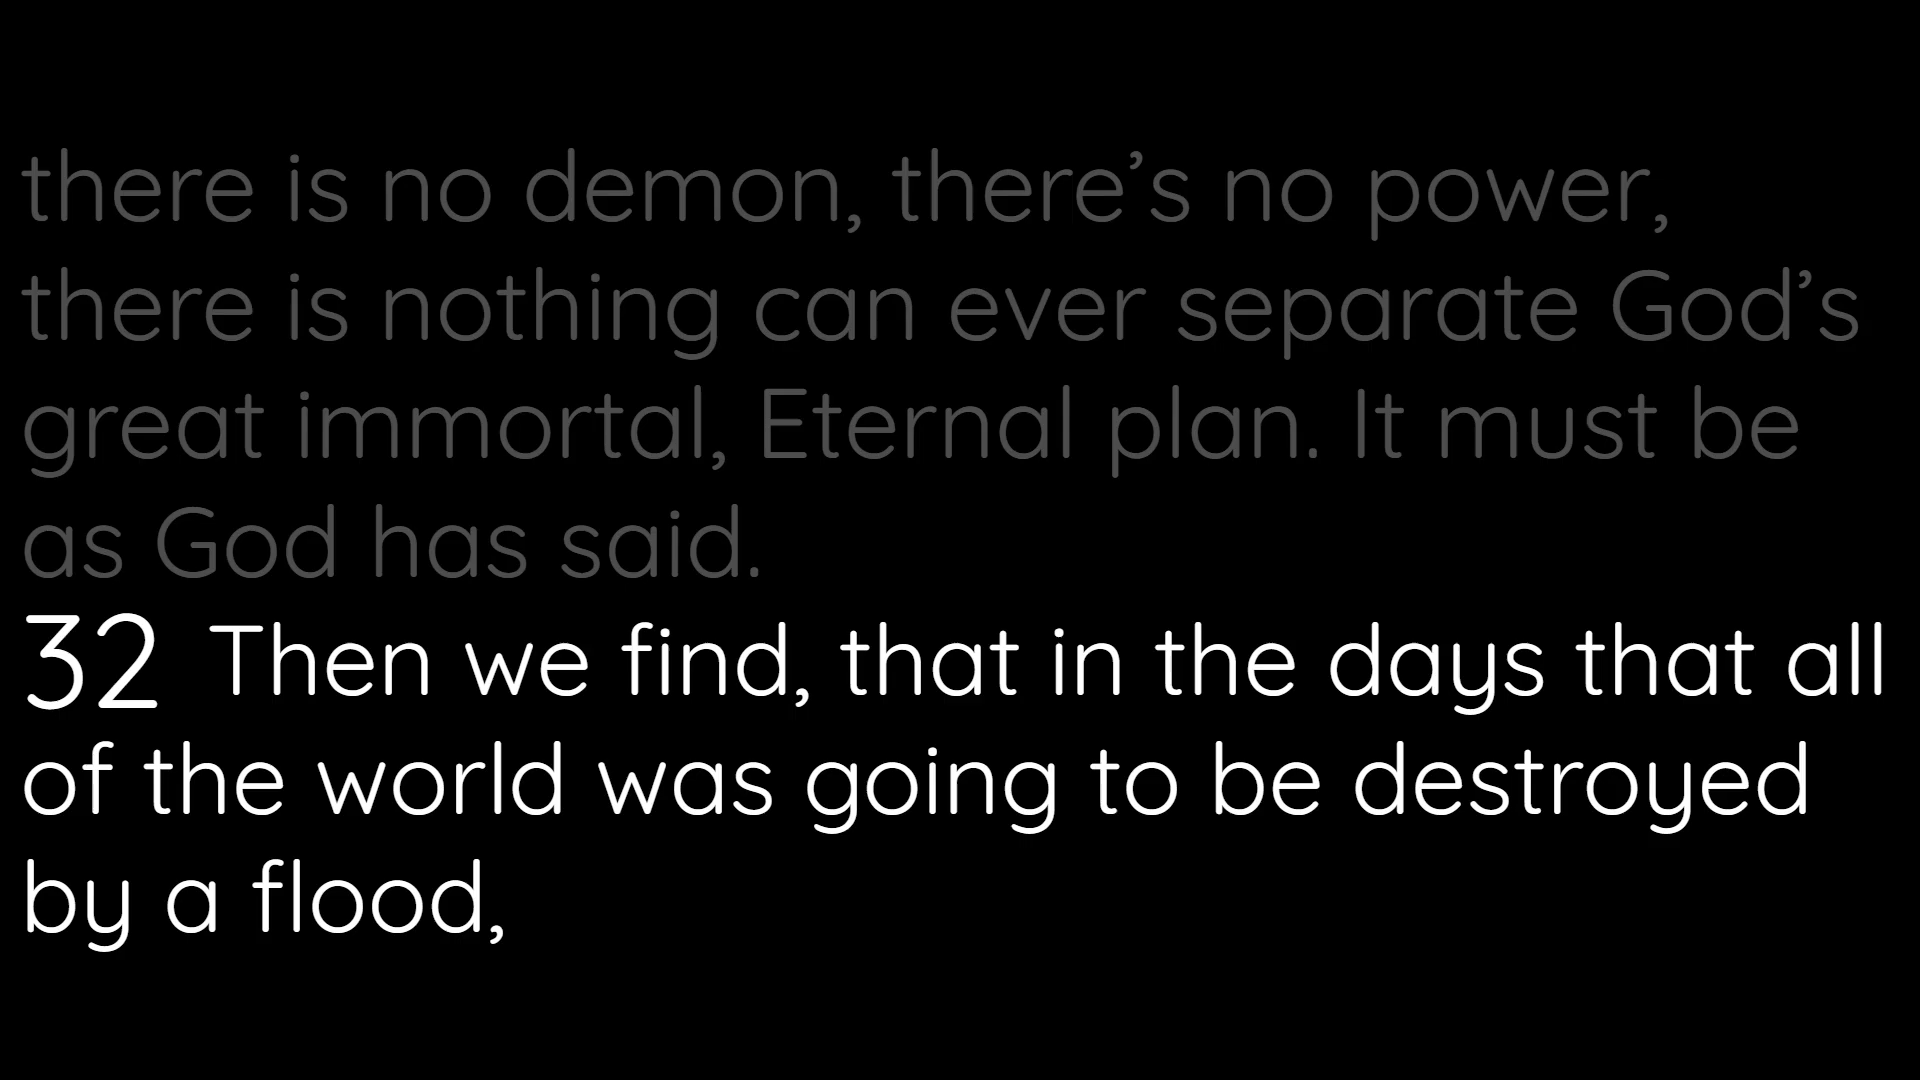 there is no demon, there’s no power,
there is nothing can ever separate God’s
great immortal, Eternal plan. It must be
as God has said.
32 Then we find, that in the days that all
of the world was going to be destroyed
by a flood,